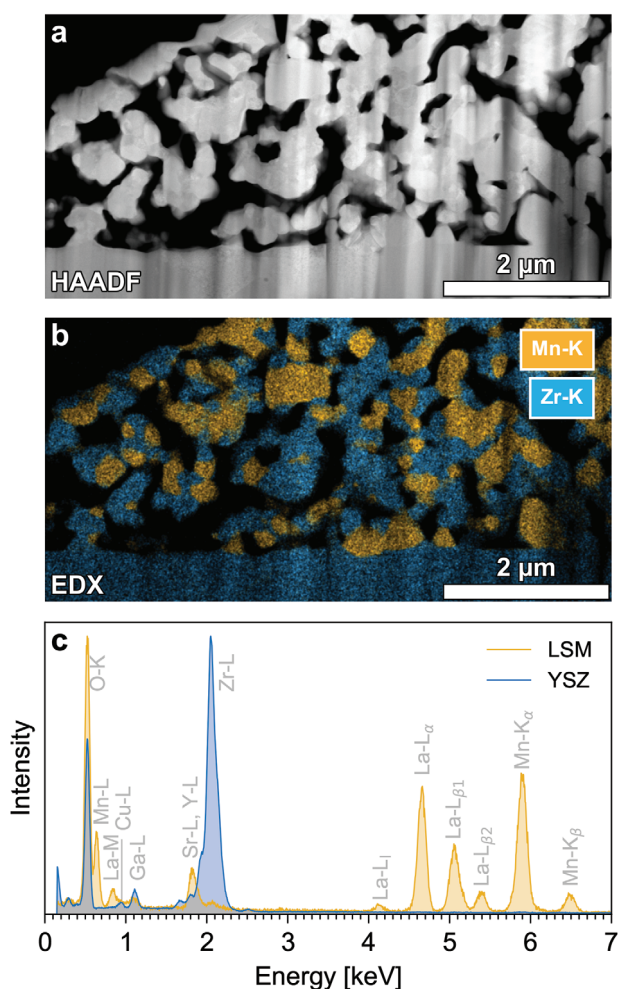 a
HAADF
2 µm
b
Mn-K
Zr-K
EDX
2 µm
c
LSM
YSZ
O-K
Mn-L
La-M
Cu-L
Ga-L
Sr-L, Y-L
Zr-L
La-Ll
La-Lα
La-Lβ1
La-Lβ2
Mn-Kα
Mn-Kβ
Intensity
0 1 2 3 4 5 6 7
Energy [keV]